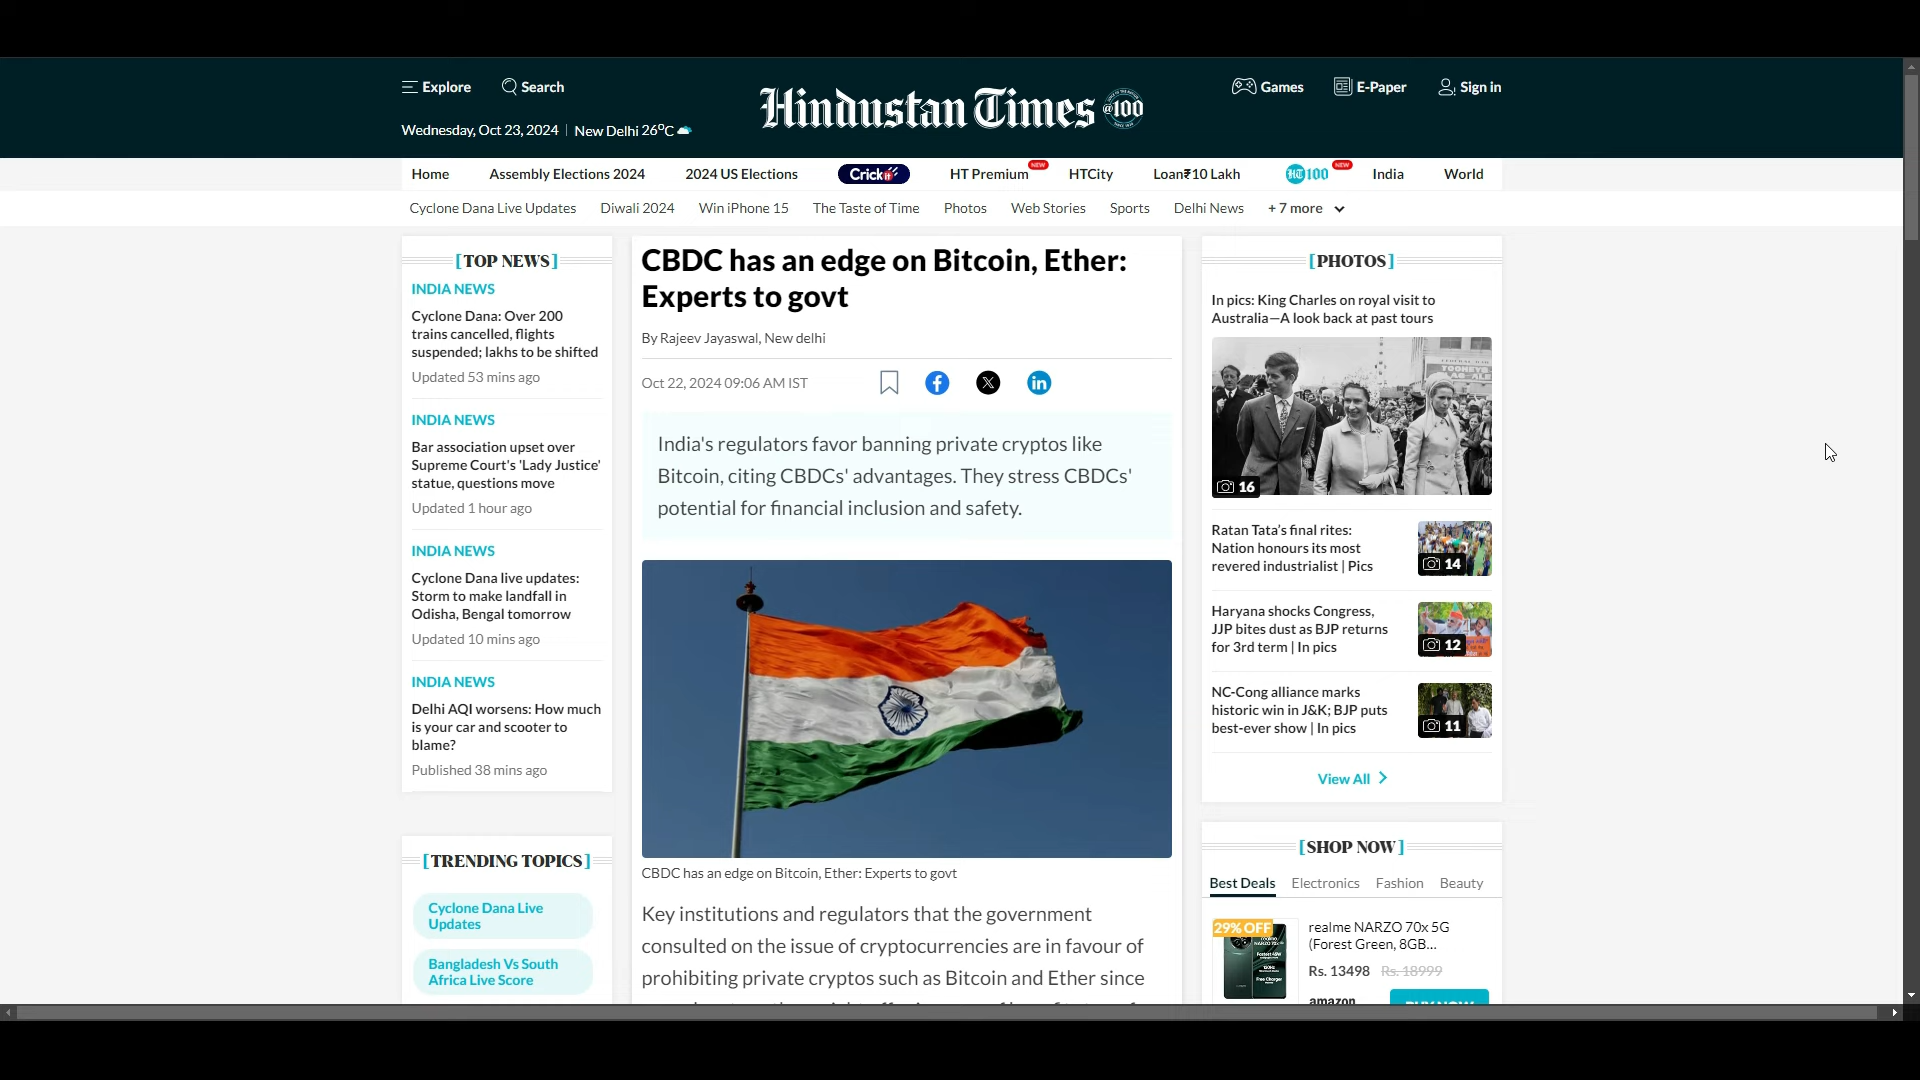 Explore
Search
Hindustan Times @100
Games
E-Paper
Sign in
Wednesday, Oct 23, 2024 | New Delhi 26°C
Home
Assembly Elections 2024
2024 US Elections
Crickit
HT Premium
NEW
HTCity
Loan₹10 Lakh
HT100
NEW
India
World
Cyclone Dana Live Updates
Diwali 2024
Win iPhone 15
The Taste of Time
Photos
Web Stories
Sports
Delhi News
+ 7 more
[TOP NEWS]
INDIA NEWS
Cyclone Dana: Over 200
trains cancelled, flights
suspended; lakhs to be shifted
Updated 53 mins ago
INDIA NEWS
Bar association upset over
Supreme Court's 'Lady Justice'
statue, questions move
Updated 1 hour ago
INDIA NEWS
Cyclone Dana live updates:
Storm to make landfall in
Odisha, Bengal tomorrow
Updated 10 mins ago
INDIA NEWS
Delhi AQI worsens: How much
is your car and scooter to
blame?
Published 38 mins ago
[TRENDING TOPICS]
Cyclone Dana Live
Updates
Bangladesh Vs South
Africa Live Score
CBDC has an edge on Bitcoin, Ether:
Experts to govt
By Rajeev Jayaswal, New delhi
Oct 22, 2024 09:06 AM IST
India's regulators favor banning private cryptos like
Bitcoin, citing CBDCs' advantages. They stress CBDCs'
potential for financial inclusion and safety.
CBDC has an edge on Bitcoin, Ether: Experts to govt
Key institutions and regulators that the government
consulted on the issue of cryptocurrencies are in favour of
prohibiting private cryptos such as Bitcoin and Ether since
[PHOTOS]
In pics: King Charles on royal visit to
Australia—A look back at past tours
16
Ratan Tata's final rites:
Nation honours its most
revered industrialist | Pics
14
Haryana shocks Congress,
JJP bites dust as BJP returns
for 3rd term | In pics
12
NC-Cong alliance marks
historic win in J&K; BJP puts
best-ever show | In pics
11
View All
[SHOP NOW]
Best Deals
Electronics
Fashion
Beauty
29% OFF
realme NARZO 70x 5G
(Forest Green, 8GB...
Rs. 13498 Rs. 18999
amazon
BUY NOW